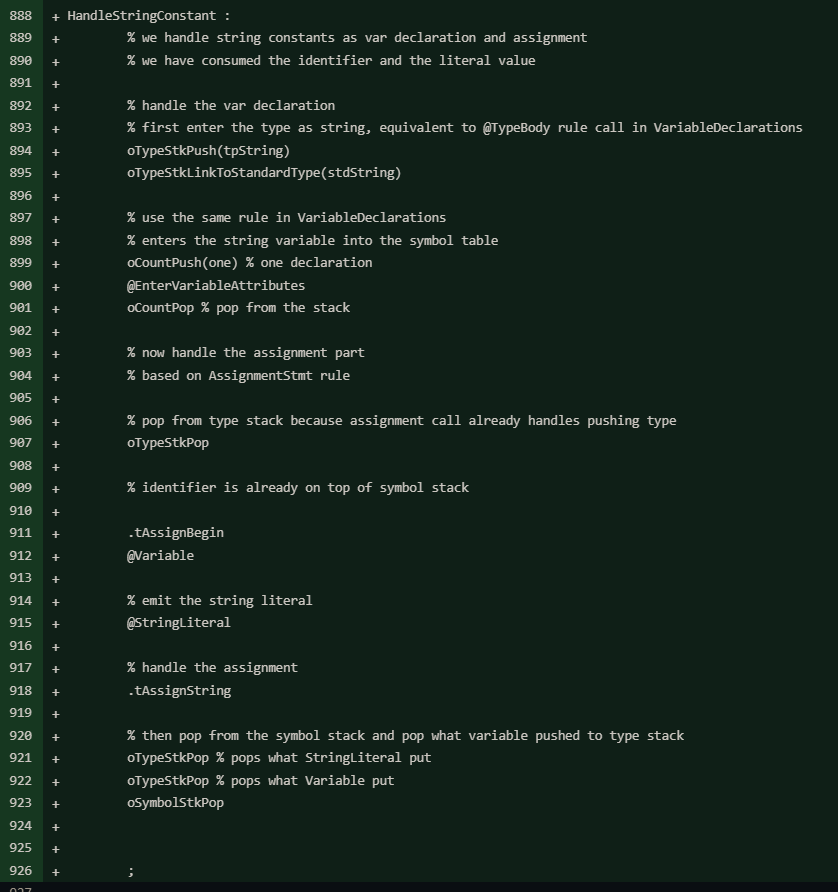 888 + HandleStringConstant :
889 + % we handle string constants as var declaration and assignment
890 + % we have consumed the identifier and the literal value
891 +
892 + % handle the var declaration
893 + % first enter the type as string, equivalent to @TypeBody rule call in VariableDeclarations
894 + oTypeStkPush(tpString)
895 + oTypeStkLinkToStandardType(stdString)
896 +
897 + % use the same rule in VariableDeclarations
898 + % enters the string variable into the symbol table
899 + oCountPush(one) % one declaration
900 + @EnterVariableAttributes
901 + oCountPop % pop from the stack
902 +
903 + % now handle the assignment part
904 + % based on AssignmentStmt rule
905 +
906 + % pop from type stack because assignment call already handles pushing type
907 + oTypeStkPop
908 +
909 + % identifier is already on top of symbol stack
910 +
911 + .tAssignBegin
912 + @Variable
913 +
914 + % emit the string literal
915 + @StringLiteral
916 +
917 + % handle the assignment
918 + .tAssignString
919 +
920 + % then pop from the symbol stack and pop what variable pushed to type stack
921 + oTypeStkPop % pops what StringLiteral put
922 + oTypeStkPop % pops what Variable put
923 + oSymbolStkPop
924 +
925 +
926 + ;
927